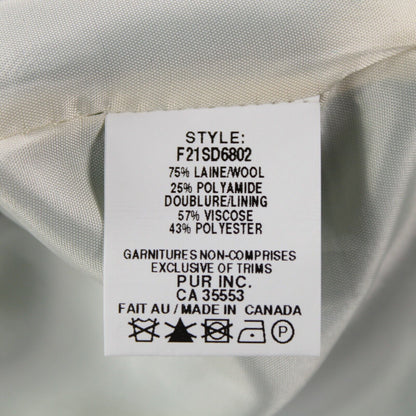 STYLE:
F21SD6802
75% LAINE/WOOL
25% POLYAMIDE
DOUBLURE/LINING
57% VISCOSE
43% POLYESTER
GARNITURES NON-COMPRISES
EXCLUSIVE OF TRIMS
PUR INC.
CA 35553
FAIT AU / MADE IN CANADA
P